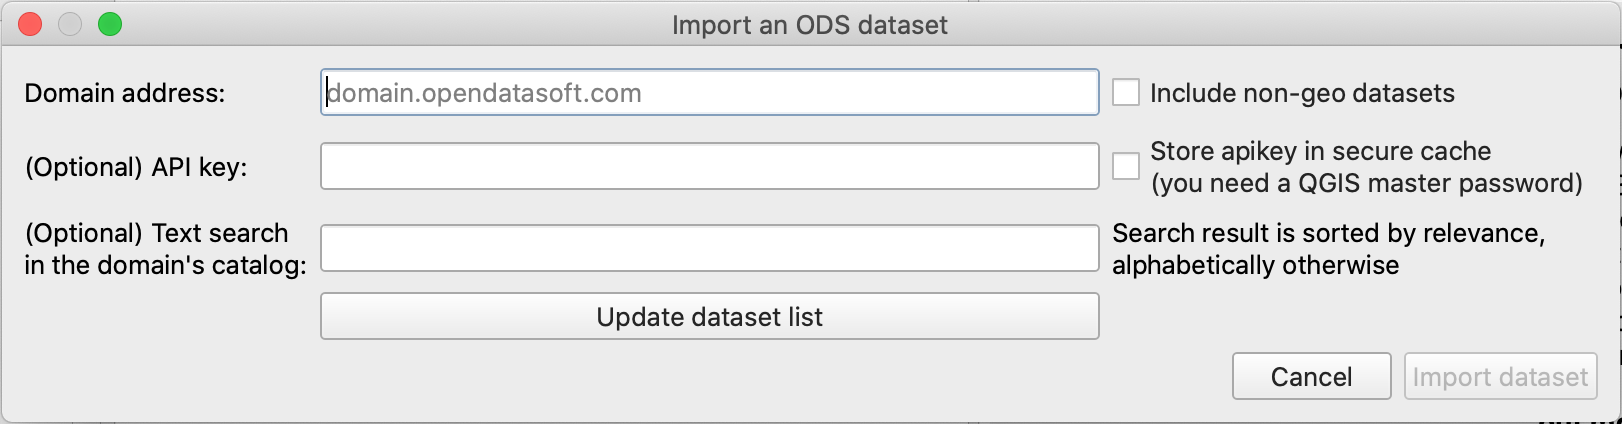 Import an ODS dataset
Domain address:
domain.opendatasoft.com
Include non-geo datasets
(Optional) API key:
Store apikey in secure cache
(you need a QGIS master password)
(Optional) Text search
in the domain's catalog:
Search result is sorted by relevance,
alphabetically otherwise
Update dataset list
Cancel
Import dataset